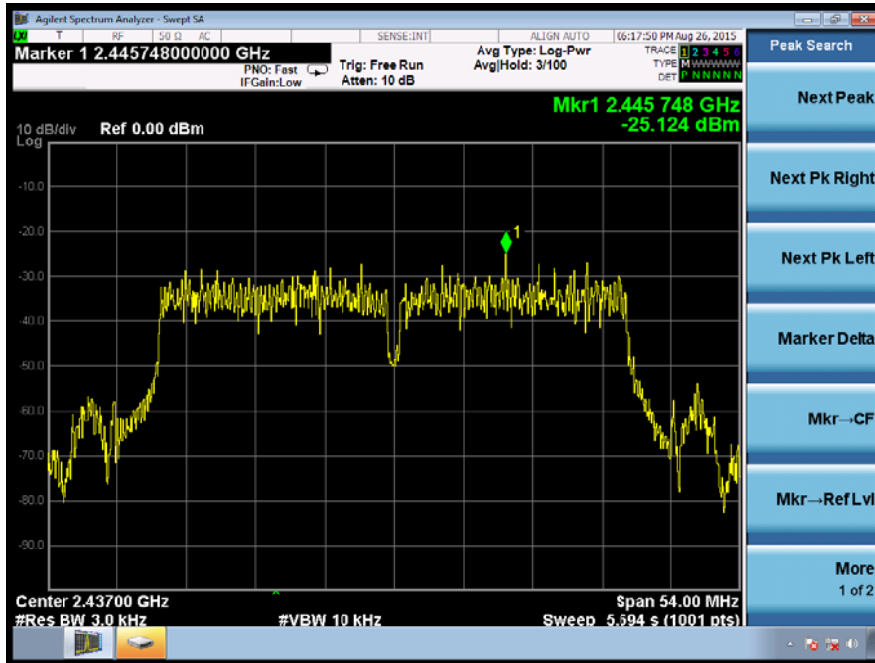 Agilent Spectrum Analyzer - Swept SA
LXI T RF 50 Ω AC SENSE:INT ALIGN AUTO 06:17:50 PM Aug 26, 2015
Marker 1 2.445748000000 GHz
PNO: Fast
IFGain:Low
Trig: Free Run
Atten: 10 dB
Avg Type: Log-Pwr
Avg|Hold: 3/100
TRACE 1 2 3 4 5 6
TYPE M WWWWW
DET P N N N N N
Mkr1 2.445 748 GHz
-25.124 dBm
10 dB/div Ref 0.00 dBm
Log
-10.0
-20.0
-30.0
-40.0
-50.0
-60.0
-70.0
-80.0
-90.0
1
Center 2.43700 GHz Span 54.00 MHz
#Res BW 3.0 kHz #VBW 10 kHz Sweep 5.694 s (1001 pts)
Peak Search
Next Peak
Next Pk Right
Next Pk Left
Marker Delta
Mkr→CF
Mkr→Ref Lvl
More
1 of 2